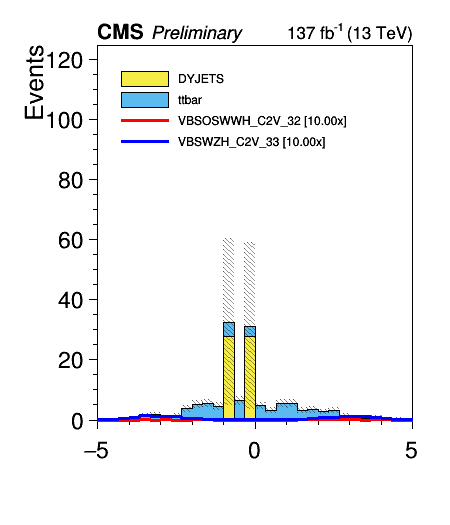 CMS Preliminary 137 fb-1 (13 TeV)
Events
120
100
80
60
40
20
0
DYJETS
ttbar
VBSOSWWH_C2V_32 [10.00x]
VBSWZH_C2V_33 [10.00x]
−5 0 5